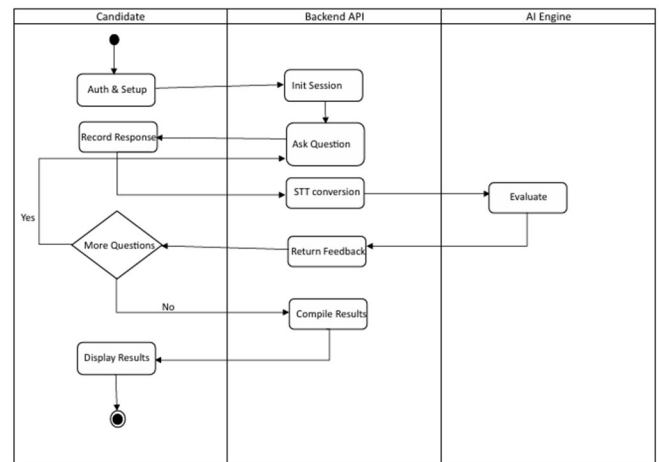 Candidate
Backend API
AI Engine
Auth & Setup
Init Session
Record Response
Ask Question
STT conversion
Evaluate
Yes
More Questions
Return Feedback
No
Compile Results
Display Results